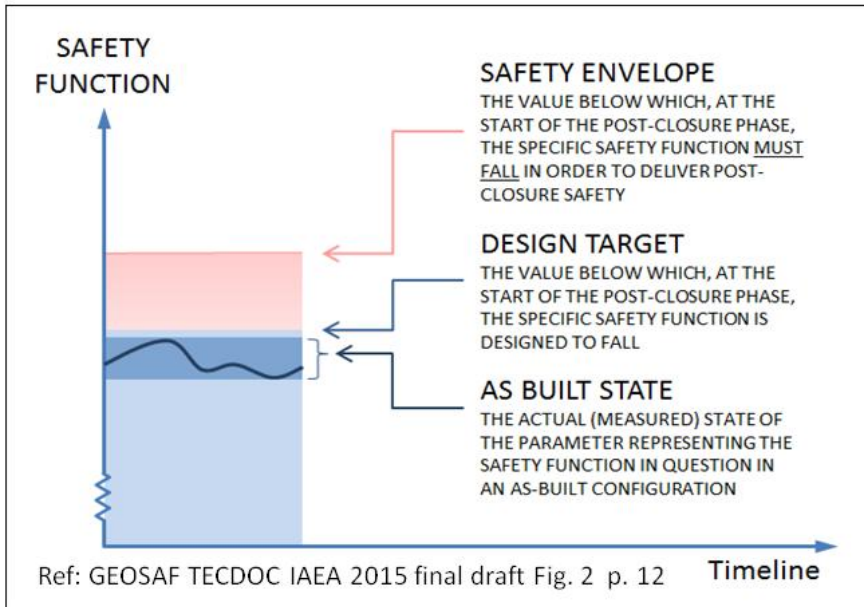 SAFETY
FUNCTION
SAFETY ENVELOPE
THE VALUE BELOW WHICH, AT THE
START OF THE POST-CLOSURE PHASE,
THE SPECIFIC SAFETY FUNCTION MUST
FALL IN ORDER TO DELIVER POST-
CLOSURE SAFETY
DESIGN TARGET
THE VALUE BELOW WHICH, AT THE
START OF THE POST-CLOSURE PHASE,
THE SPECIFIC SAFETY FUNCTION IS
DESIGNED TO FALL
AS BUILT STATE
THE ACTUAL (MEASURED) STATE OF
THE PARAMETER REPRESENTING THE
SAFETY FUNCTION IN QUESTION IN
AN AS-BUILT CONFIGURATION
Timeline
Ref: GEOSAF TECDOC IAEA 2015 final draft Fig. 2 p. 12